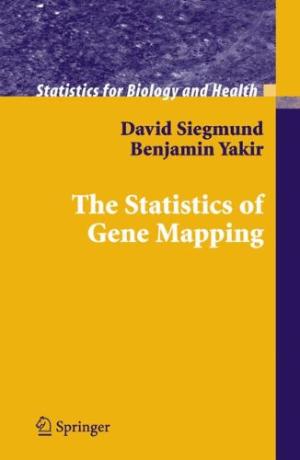 Statistics for Biology and Health
David Siegmund
Benjamin Yakir
The Statistics of
Gene Mapping
Springer